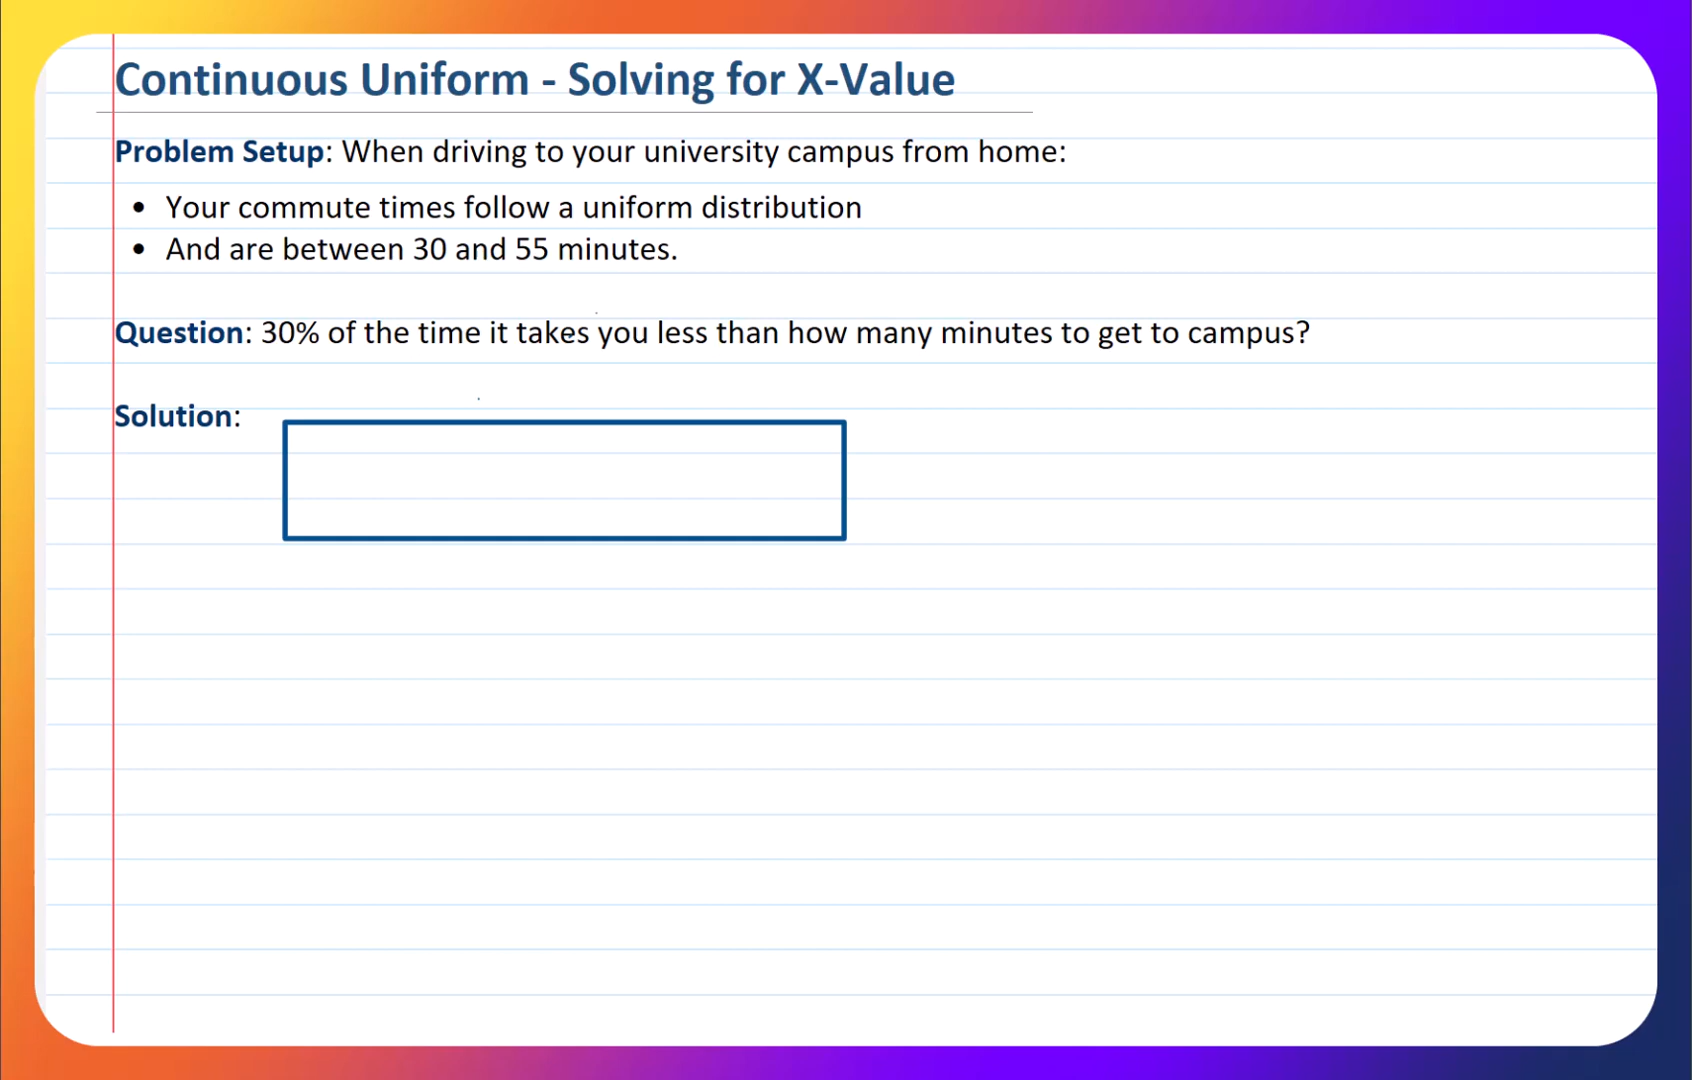 Continuous Uniform - Solving for X-Value
Problem Setup: When driving to your university campus from home:
• Your commute times follow a uniform distribution
• And are between 30 and 55 minutes.
Question: 30% of the time it takes you less than how many minutes to get to campus?
Solution: